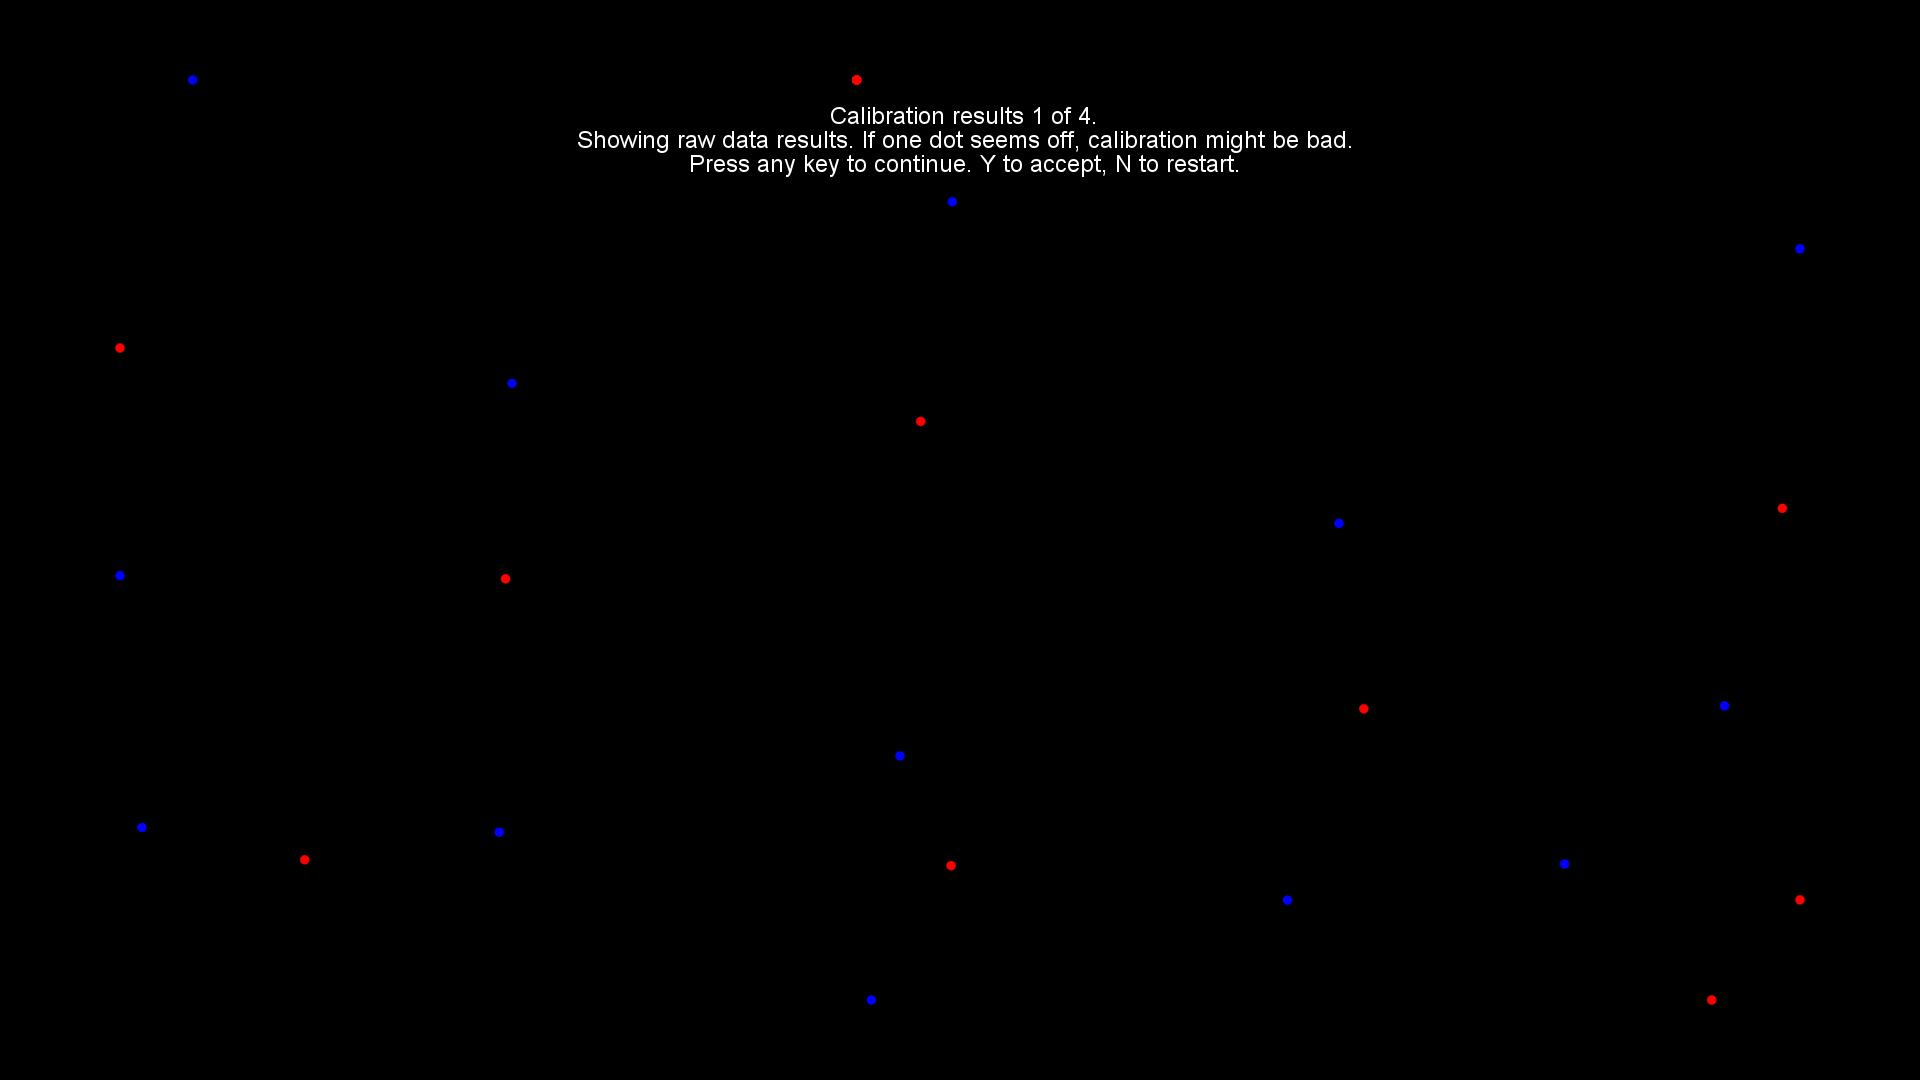 Calibration results 1 of 4.
Showing raw data results. If one dot seems off, calibration might be bad.
Press any key to continue. Y to accept, N to restart.